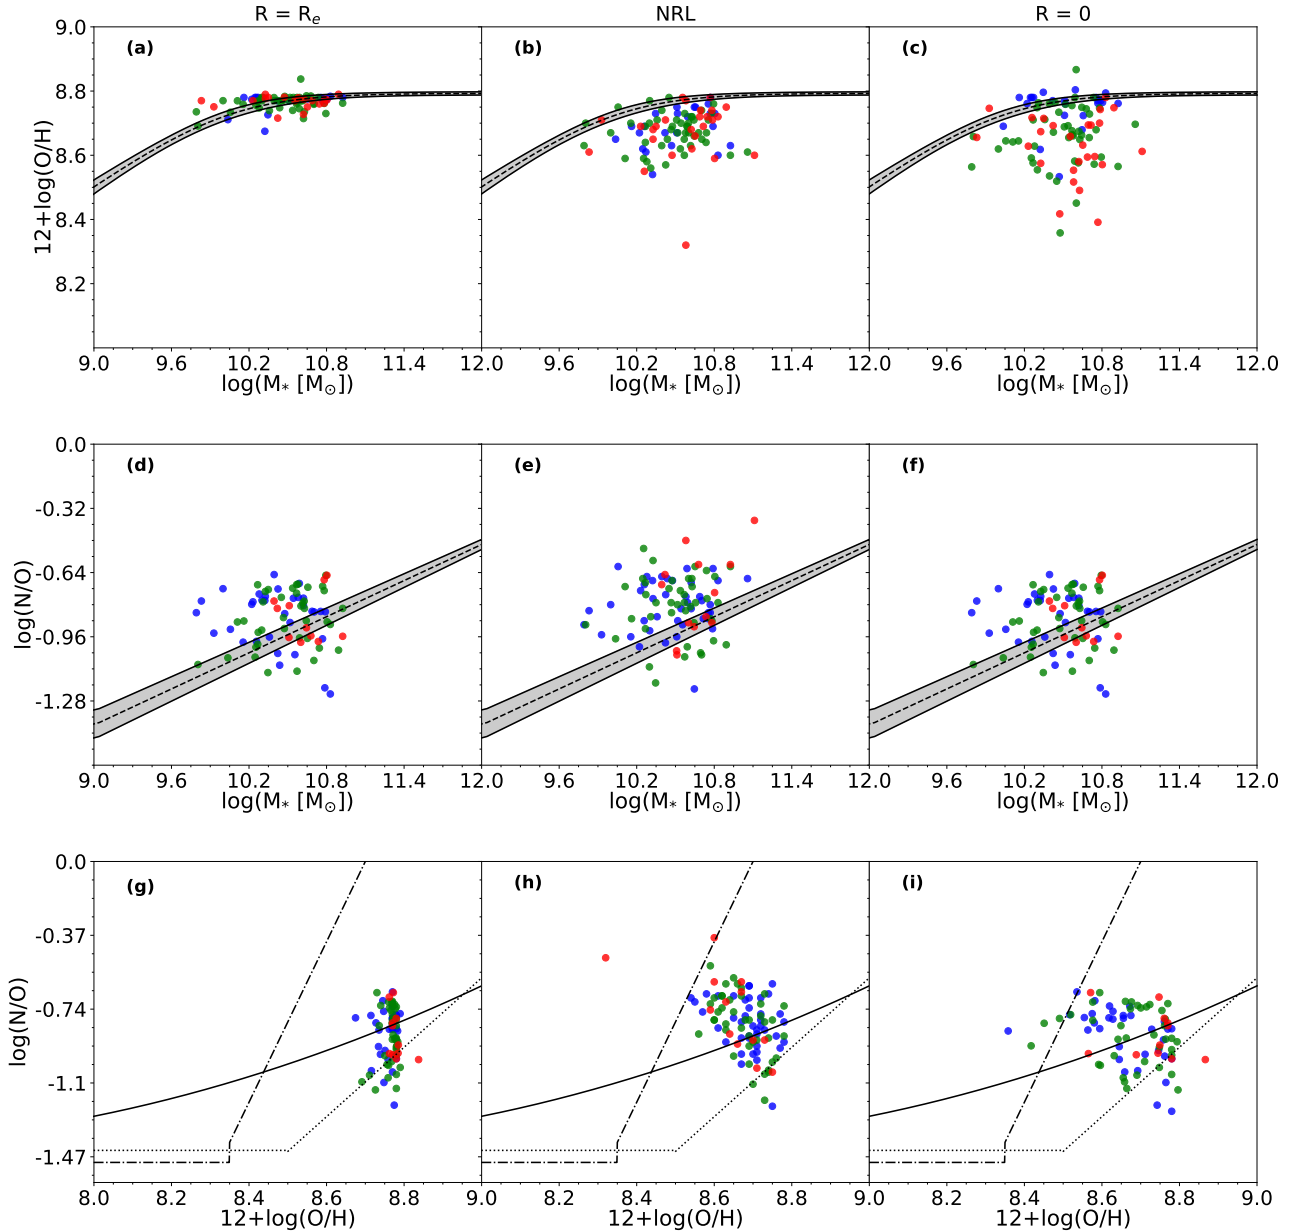 R = Rₑ NRL R = 0
(a) (b) (c)
12+log(O/H)
9.0
8.8
8.6
8.4
8.2
9.0 9.6 10.2 10.8 11.4 12.0 9.6 10.2 10.8 11.4 12.0 9.6 10.2 10.8 11.4 12.0
log(M* [M☉]) log(M* [M☉]) log(M* [M☉])
(d) (e) (f)
log(N/O)
0.0
-0.32
-0.64
-0.96
-1.28
9.0 9.6 10.2 10.8 11.4 12.0 9.6 10.2 10.8 11.4 12.0 9.6 10.2 10.8 11.4 12.0
log(M* [M☉]) log(M* [M☉]) log(M* [M☉])
(g) (h) (i)
log(N/O)
0.0
-0.37
-0.74
-1.1
-1.47
8.0 8.2 8.4 8.6 8.8 9.0 8.2 8.4 8.6 8.8 9.0 8.2 8.4 8.6 8.8 9.0
12+log(O/H) 12+log(O/H) 12+log(O/H)